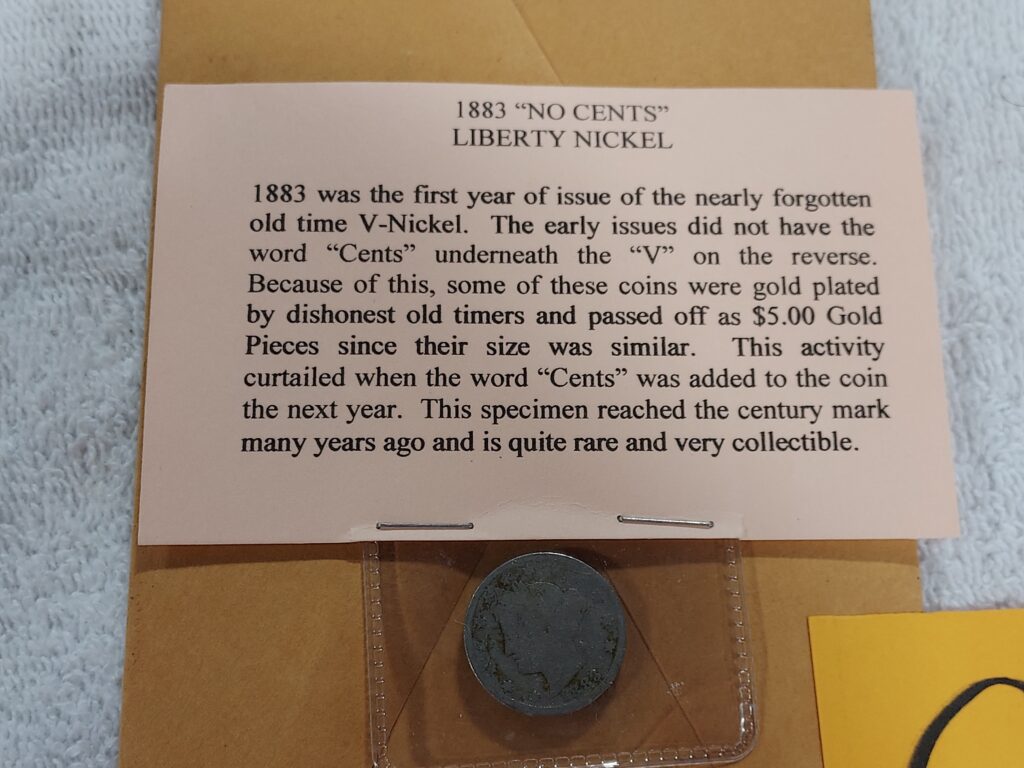 1883 “NO CENTS”
LIBERTY NICKEL
1883 was the first year of issue of the nearly forgotten
old time V-Nickel. The early issues did not have the
word “Cents” underneath the “V” on the reverse.
Because of this, some of these coins were gold plated
by dishonest old timers and passed off as $5.00 Gold
Pieces since their size was similar. This activity
curtailed when the word “Cents” was added to the coin
the next year. This specimen reached the century mark
many years ago and is quite rare and very collectible.